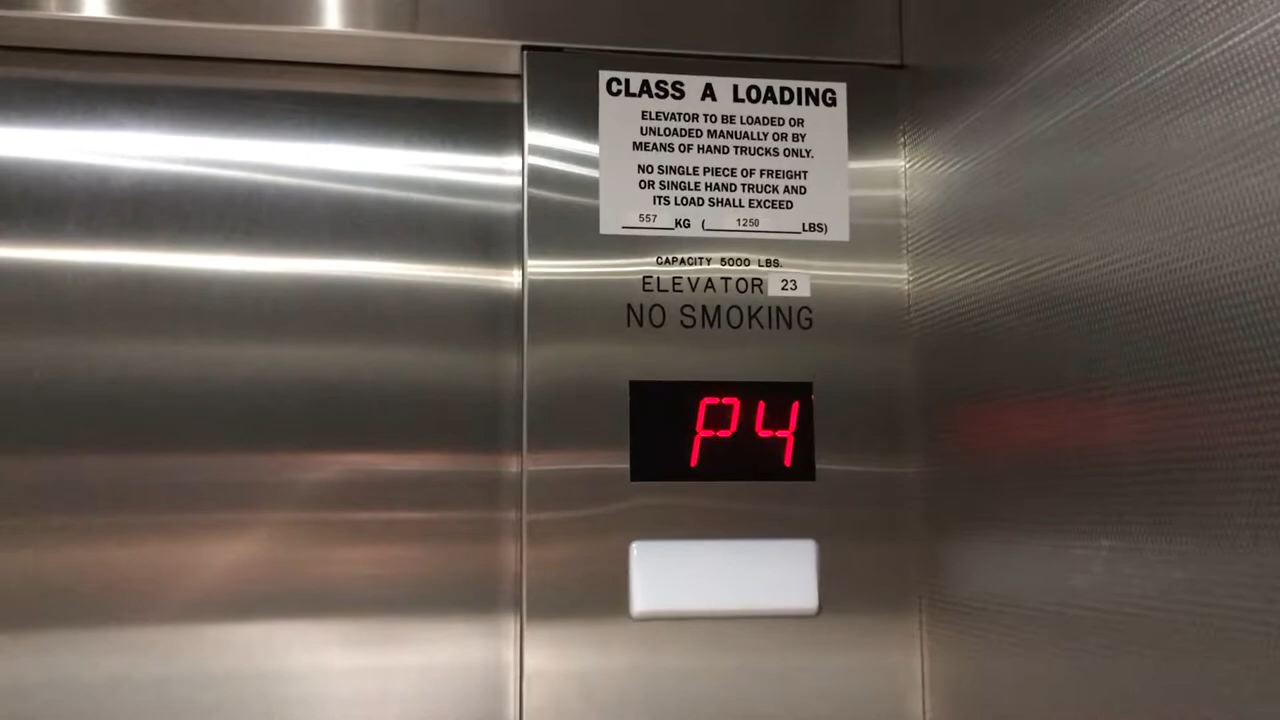 CLASS A LOADING
ELEVATOR TO BE LOADED OR
UNLOADED MANUALLY OR BY
MEANS OF HAND TRUCKS ONLY.
NO SINGLE PIECE OF FREIGHT
OR SINGLE HAND TRUCK AND
ITS LOAD SHALL EXCEED
557 KG ( 1250 LBS)
CAPACITY 5000 LBS.
ELEVATOR 23
NO SMOKING
P4